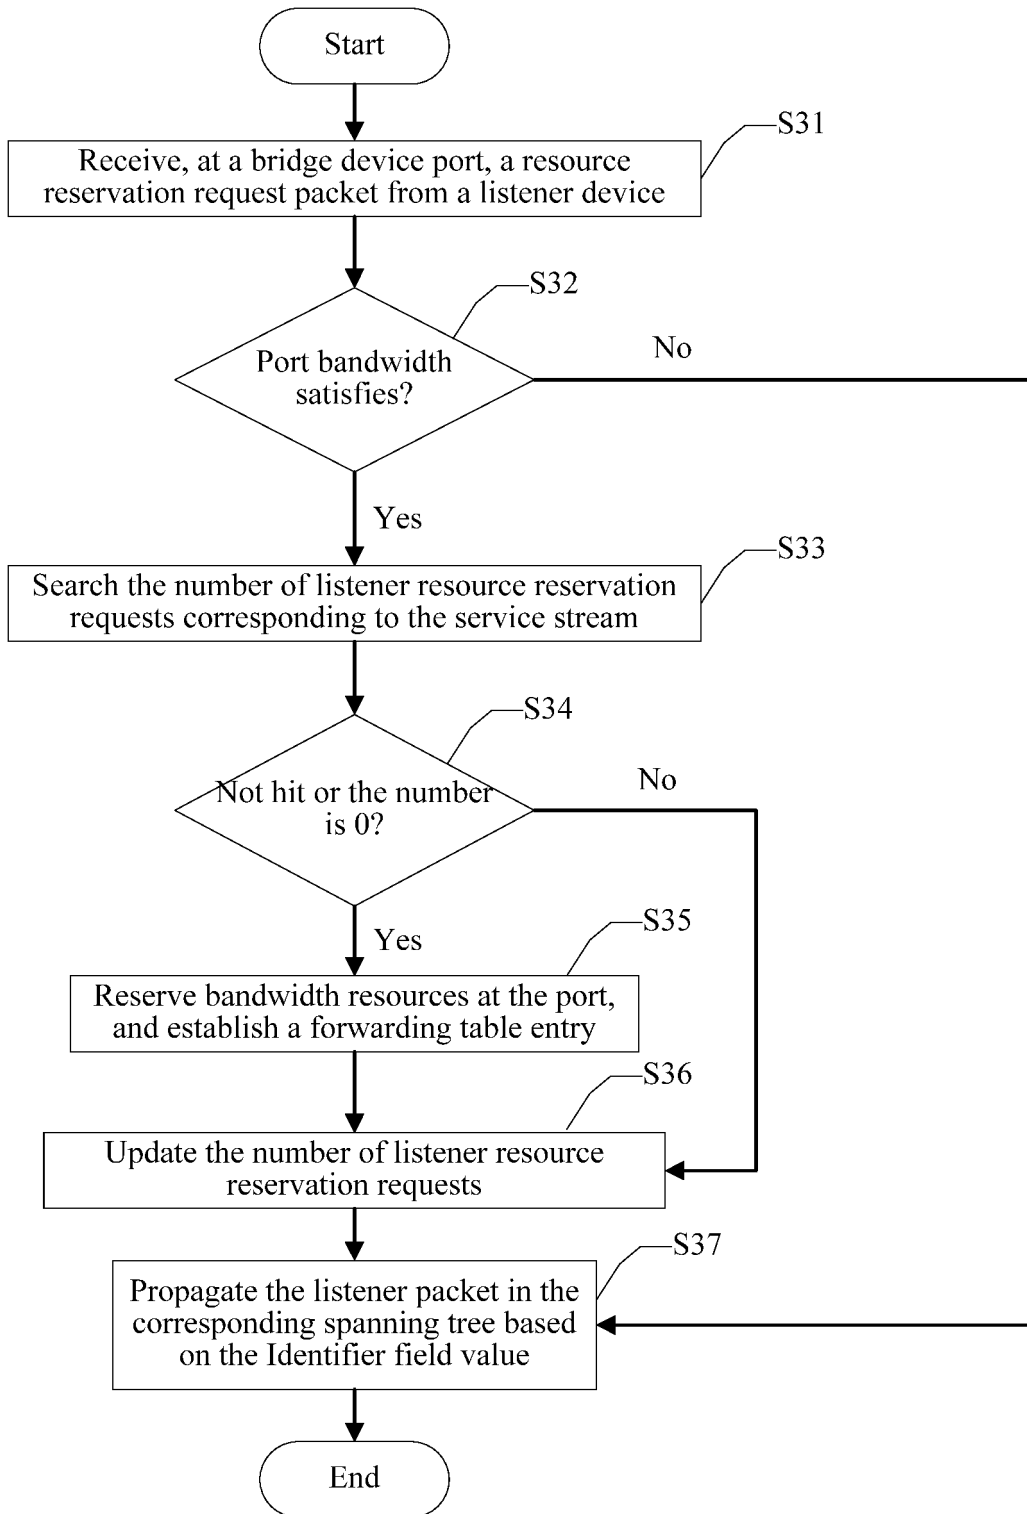 Start
S31
Receive, at a bridge device port, a resource
reservation request packet from a listener device
S32
Port bandwidth
satisfies?
No
Yes
S33
Search the number of listener resource reservation
requests corresponding to the service stream
S34
Not hit or the number
is 0?
No
Yes
S35
Reserve bandwidth resources at the port,
and establish a forwarding table entry
S36
Update the number of listener resource
reservation requests
S37
Propagate the listener packet in the
corresponding spanning tree based
on the Identifier field value
End